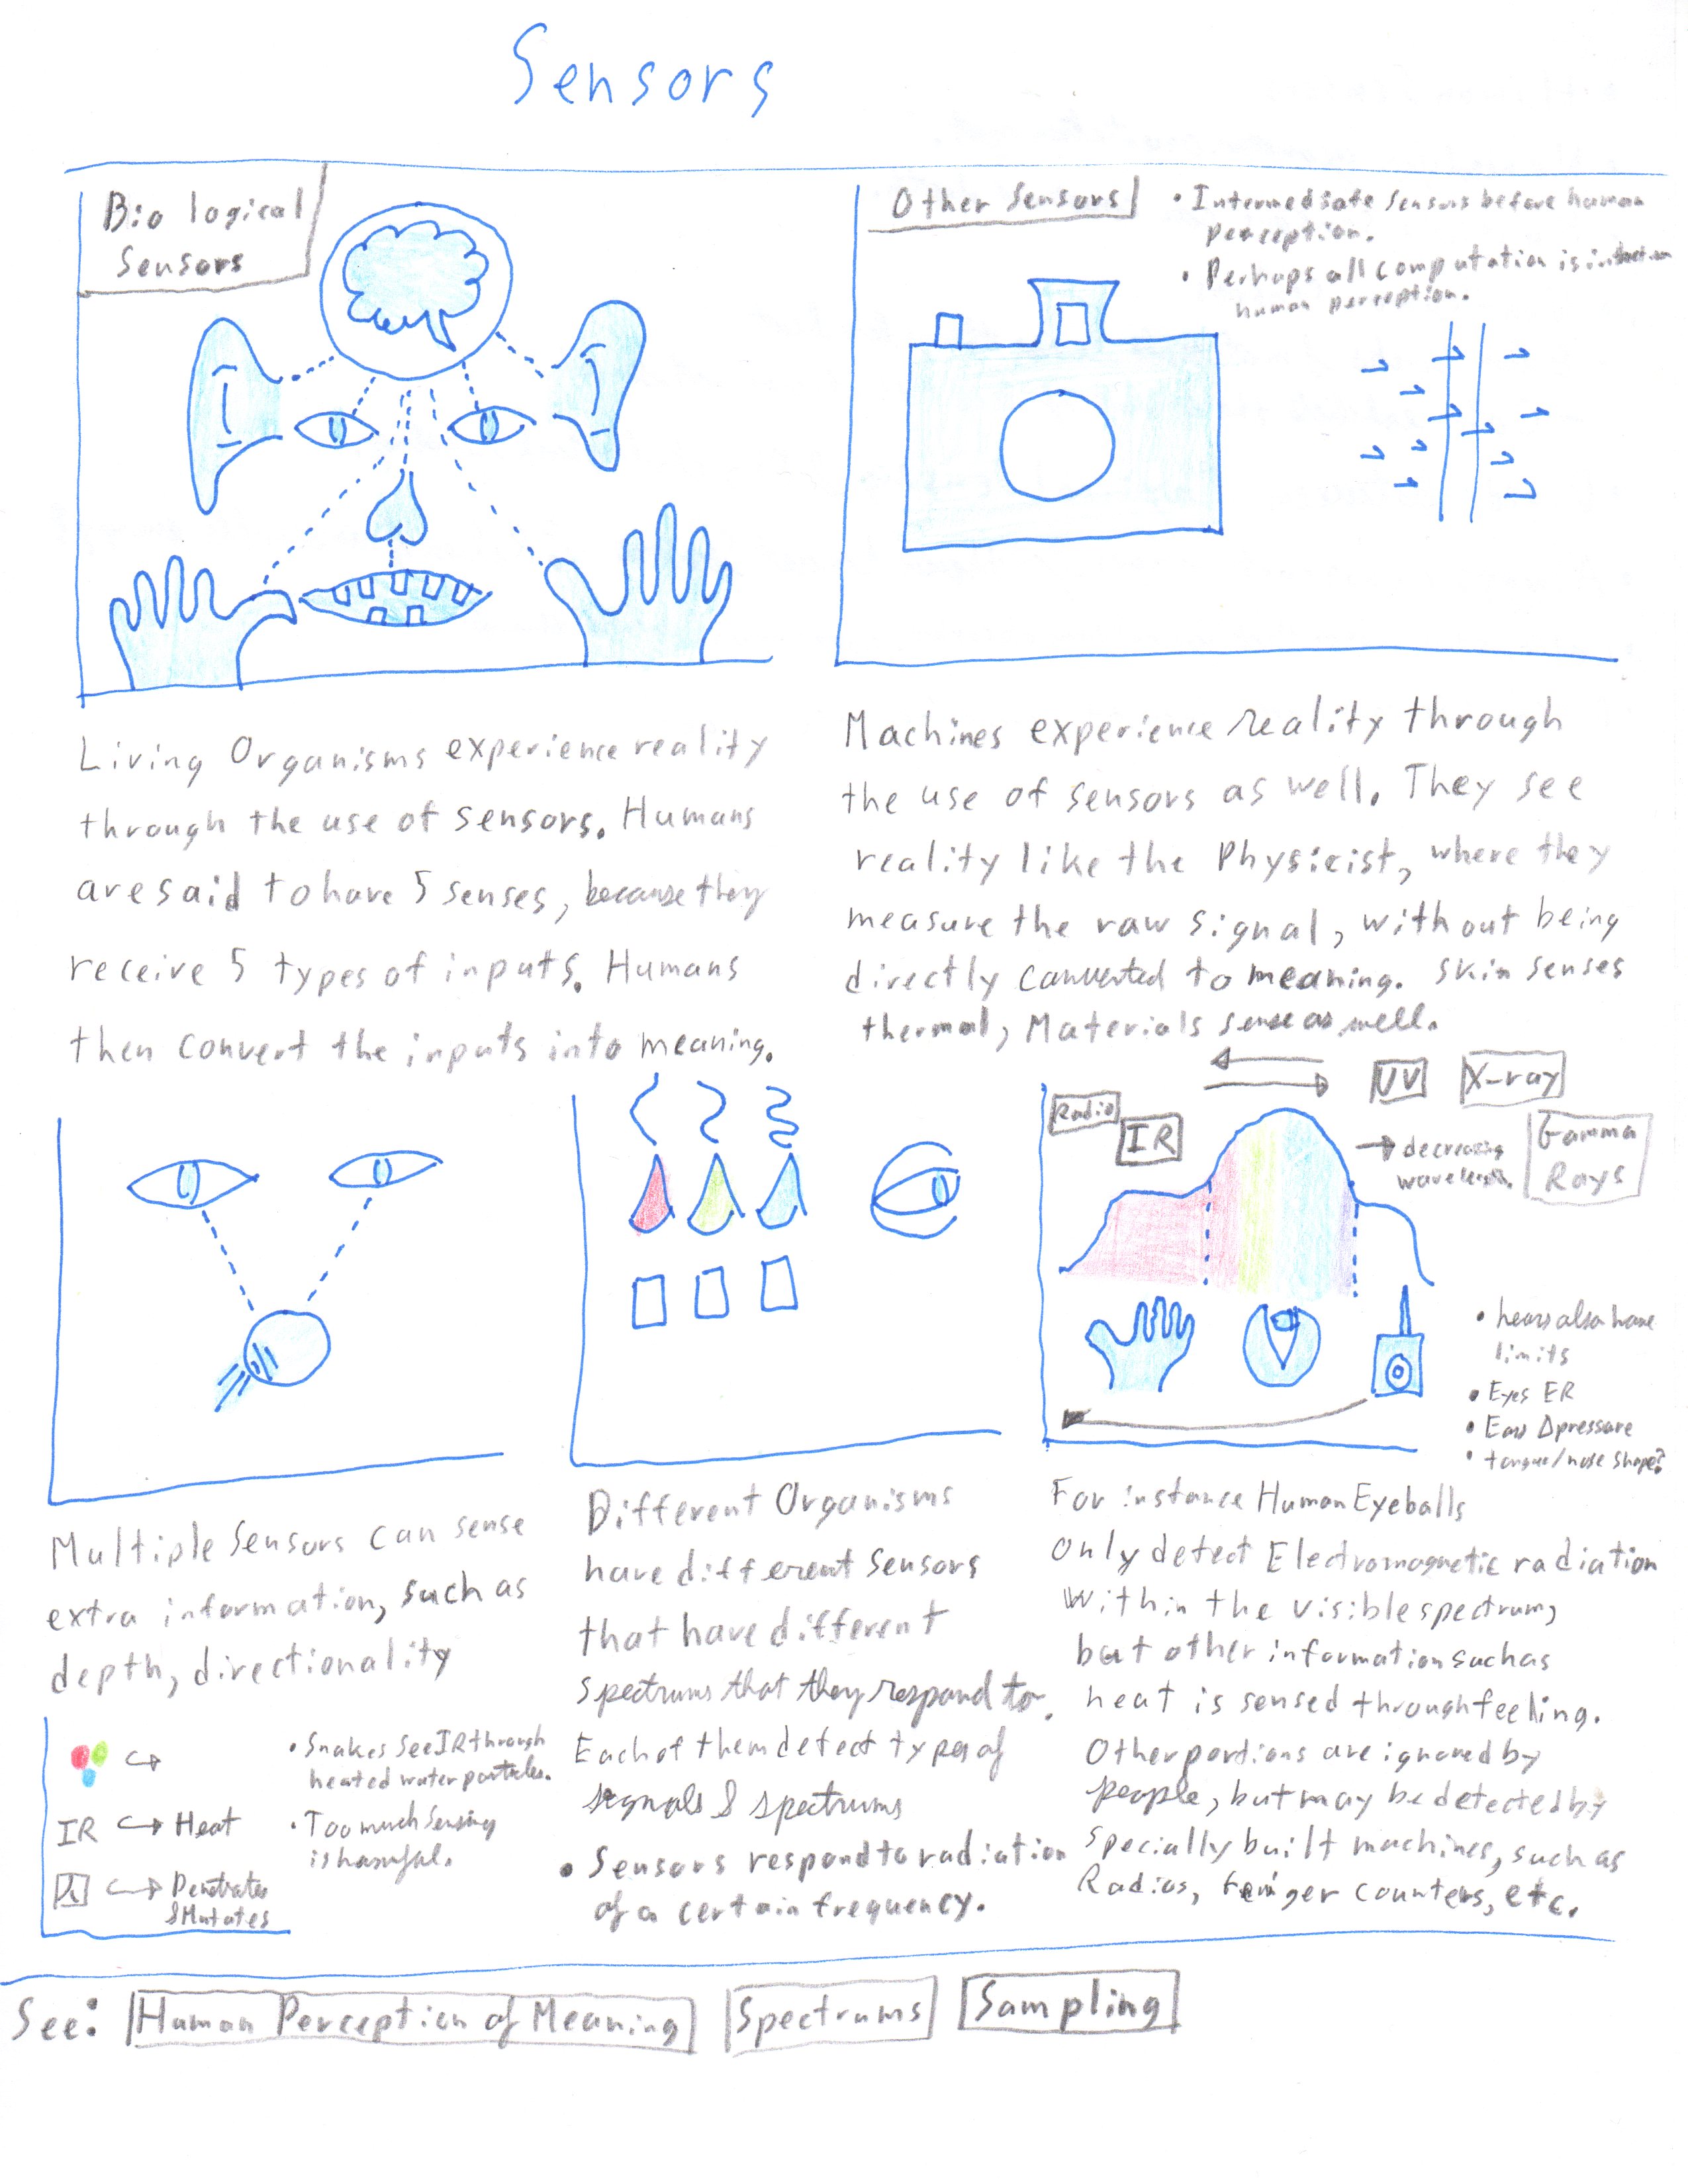 Sensors
Biological
Sensors
Living Organisms experience reality
through the use of sensors. Humans
are said to have 5 senses, because they
receive 5 types of inputs. Humans
then convert the inputs into meaning.
Other Sensors
• Intermediate Sensors before human
perception.
• Perhaps all computation is
human perception.
Machines experience reality through
the use of sensors as well. They see
reality like the Physicist, where they
measure the raw signal, without being
directly converted to meaning. Skin senses
thermal, Materials sense as well.
Multiple Sensors can sense
extra information, such as
depth, directionality
Different Organisms
have different sensors
that have different
spectrums that they respond to.
Each of them detect types of
signals & spectrums
• Sensors respond to radiation
of a certain frequency.
Radio
IR
UV
X-ray
Gamma
Rays
→ decreasing
wavelength.
• hears also have
limits
• Eyes ER
• Ears Δpressure
• tongue/nose shape?
For instance Human Eyeballs
Only detect Electromagnetic radiation
Within the visible spectrum,
but other information such as
heat is sensed through feeling.
Other portions are ignored by
people, but may be detected by
specially built machines, such as
Radios, Geiger counters, etc.
IR ↪ Heat
↪ Penetrates
& Mutates
• Snakes See IR through
heated water particles.
• Too much Sensing
is harmful.
See: Human Perception of Meaning Spectrums Sampling